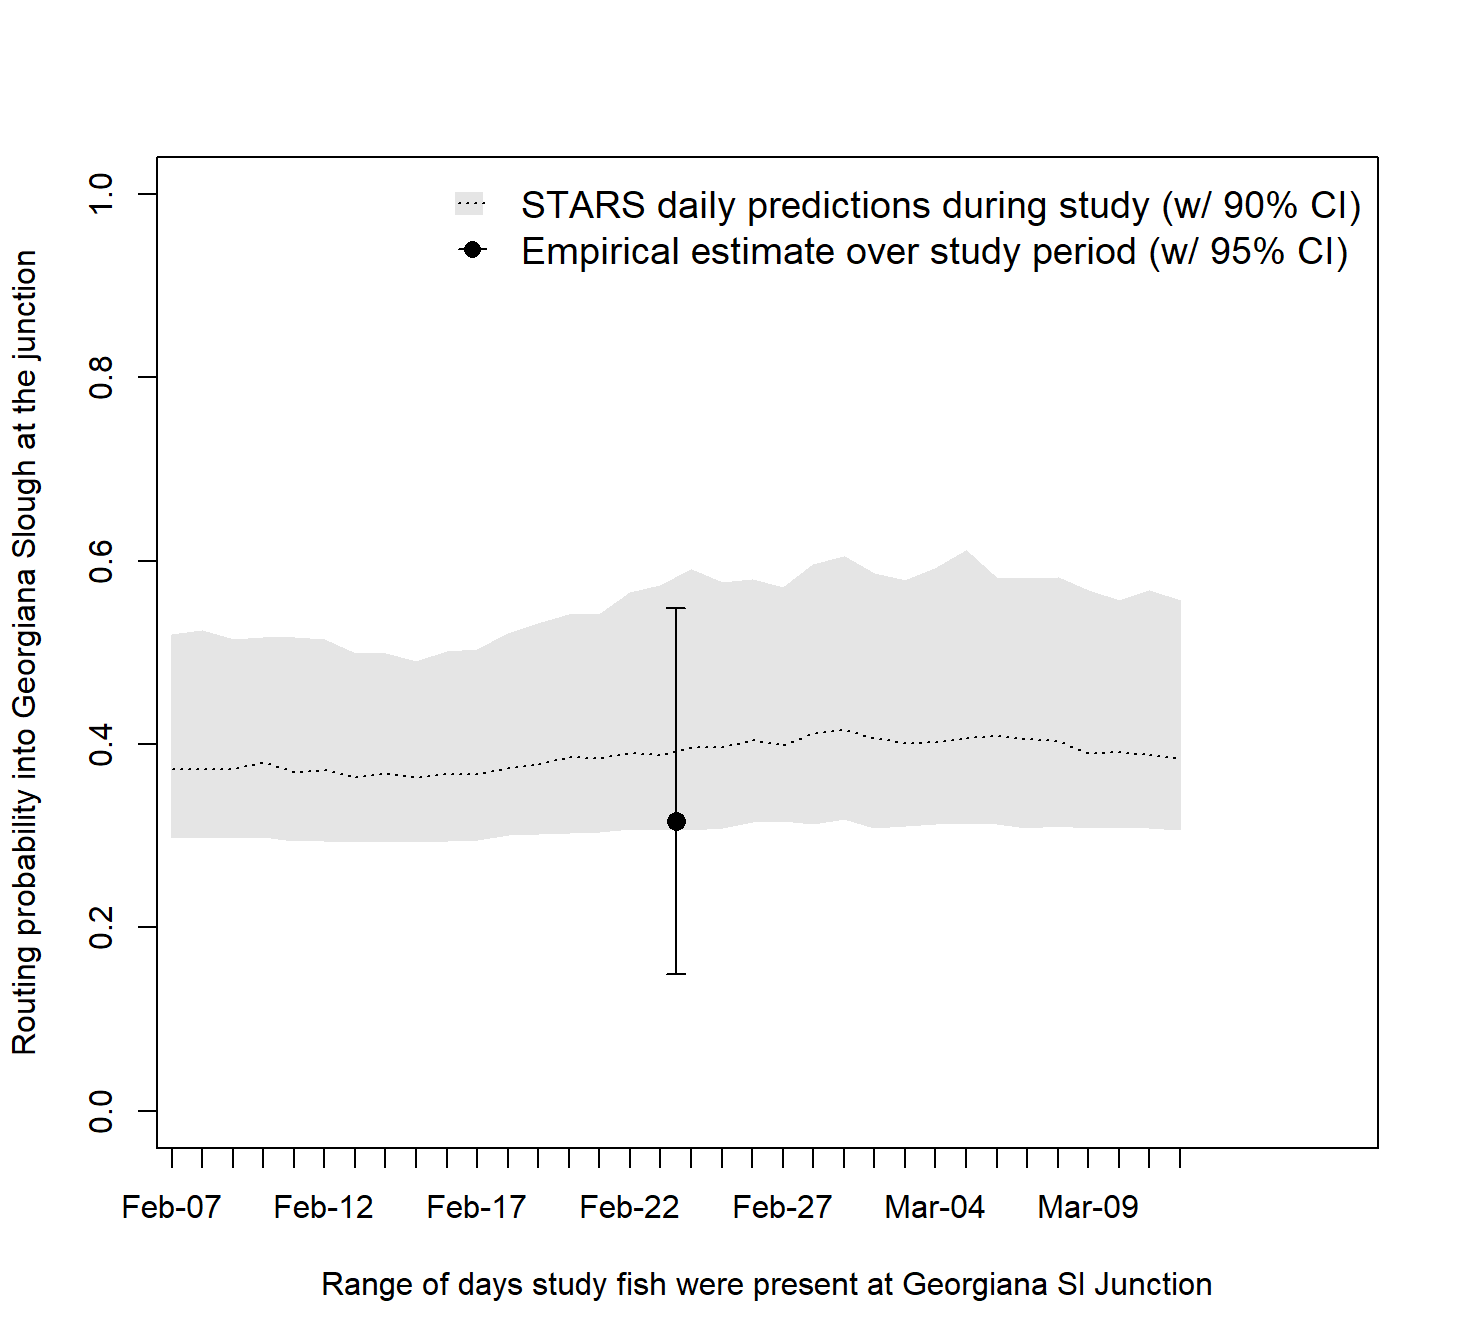 STARS daily predictions during study (w/ 90% CI)
Empirical estimate over study period (w/ 95% CI)
Routing probability into Georgiana Slough at the junction
1.0
0.8
0.6
0.4
0.2
0.0
Feb-07 Feb-12 Feb-17 Feb-22 Feb-27 Mar-04 Mar-09
Range of days study fish were present at Georgiana Sl Junction